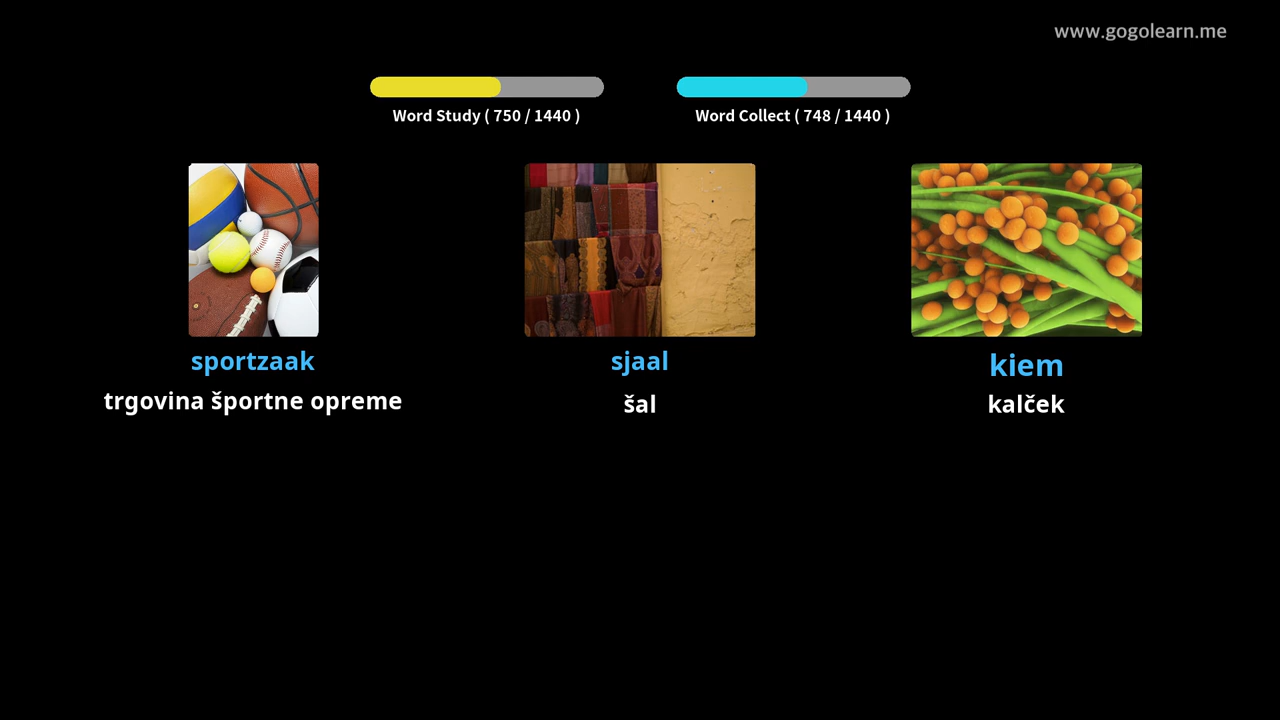 www.gogolearn.me
Word Study ( 750 / 1440 )
Word Collect ( 748 / 1440 )
sportzaak
trgovina športne opreme
sjaal
šal
kiem
kalček